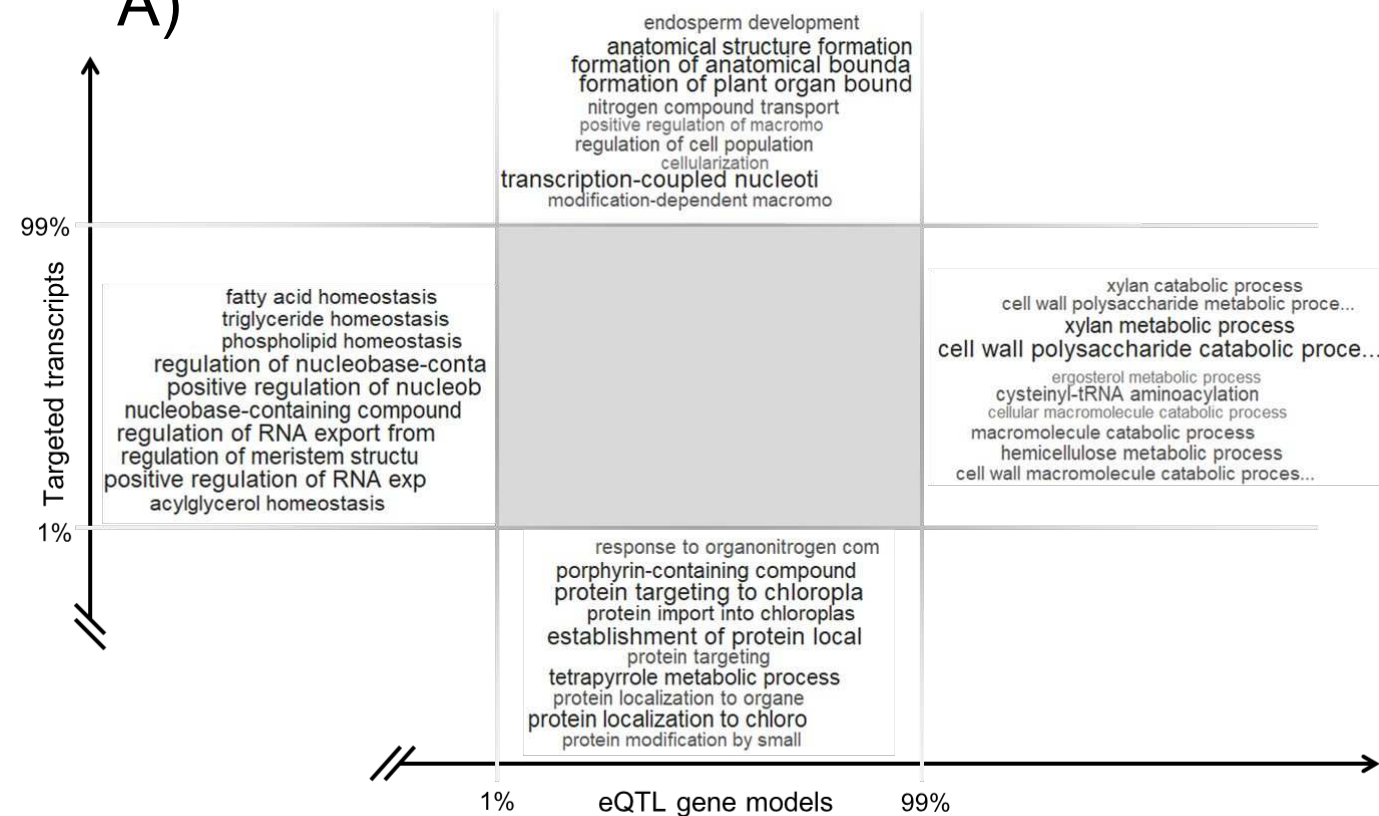 A)
endosperm development
anatomical structure formation
formation of anatomical bounda
formation of plant organ bound
nitrogen compound transport
positive regulation of macromo
regulation of cell population
cellularization
transcription-coupled nucleoti
modification-dependent macromo
99%
Targeted transcripts
1%
fatty acid homeostasis
triglyceride homeostasis
phospholipid homeostasis
regulation of nucleobase-conta
positive regulation of nucleob
nucleobase-containing compound
regulation of RNA export from
regulation of meristem structu
positive regulation of RNA exp
acylglycerol homeostasis
xylan catabolic process
cell wall polysaccharide metabolic proce...
xylan metabolic process
cell wall polysaccharide catabolic proce...
ergosterol metabolic process
cysteinyl-tRNA aminoacylation
cellular macromolecule catabolic process
macromolecule catabolic process
hemicellulose metabolic process
cell wall macromolecule catabolic proces...
response to organonitrogen com
porphyrin-containing compound
protein targeting to chloropla
protein import into chloroplas
establishment of protein local
protein targeting
tetrapyrrole metabolic process
protein localization to organe
protein localization to chloro
protein modification by small
1%
eQTL gene models
99%